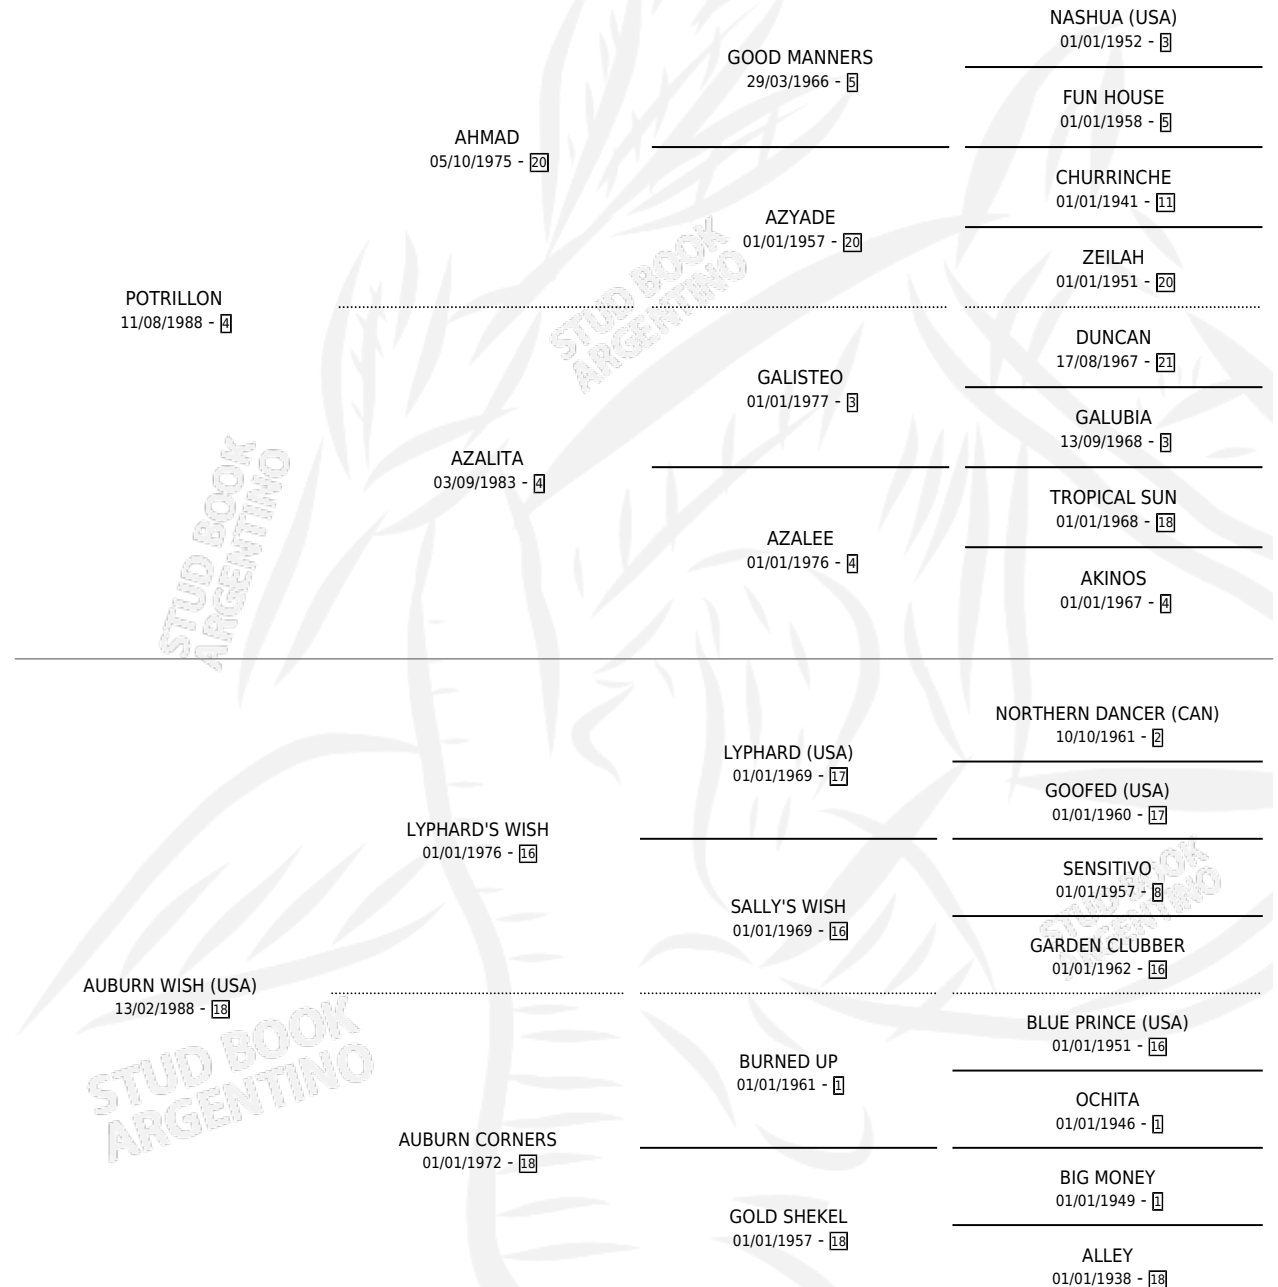 NASHUA (USA)
01/01/1952 - 3
GOOD MANNERS
29/03/1966 - 5
FUN HOUSE
01/01/1958 - 5
AHMAD
05/10/1975 - 20
CHURRINCHE
01/01/1941 - 11
AZYADE
01/01/1957 - 20
ZEILAH
01/01/1951 - 20
POTRILLON
11/08/1988 - 4
DUNCAN
17/08/1967 - 21
GALISTEO
01/01/1977 - 3
GALUBIA
13/09/1968 - 3
AZALITA
03/09/1983 - 4
TROPICAL SUN
01/01/1968 - 18
AZALEE
01/01/1976 - 4
AKINOS
01/01/1967 - 4
STUD BOOK
ARGENTINO
STUD BOOK
ARGENTINO
NORTHERN DANCER (CAN)
10/10/1961 - 2
LYPHARD (USA)
01/01/1969 - 17
GOOFED (USA)
01/01/1960 - 17
LYPHARD'S WISH
01/01/1976 - 16
SENSITIVO
01/01/1957 - 8
SALLY'S WISH
01/01/1969 - 16
GARDEN CLUBBER
01/01/1962 - 16
AUBURN WISH (USA)
13/02/1988 - 18
BLUE PRINCE (USA)
01/01/1951 - 16
BURNED UP
01/01/1961 - 1
OCHITA
01/01/1946 - 1
AUBURN CORNERS
01/01/1972 - 18
BIG MONEY
01/01/1949 - 1
GOLD SHEKEL
01/01/1957 - 18
ALLEY
01/01/1938 - 18
STUD BOOK
ARGENTINO
STUD BOOK
ARGENTINO